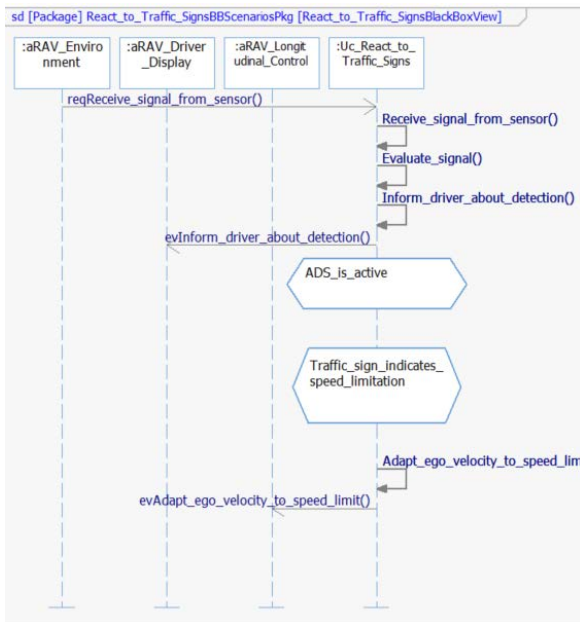 sd [Package] React_to_Traffic_SignsBBScenariosPkg [React_to_Traffic_SignsBlackBoxView]
:aRAV_Enviro
nment
:aRAV_Driver
_Display
:aRAV_Longit
udinal_Control
:Uc_React_to_
Traffic_Signs
reqReceive_signal_from_sensor()
Receive_signal_from_sensor()
Evaluate_signal()
Inform_driver_about_detection()
evInform_driver_about_detection()
ADS_is_active
Traffic_sign_indicates_
speed_limitation
Adapt_ego_velocity_to_speed_lim
evAdapt_ego_velocity_to_speed_limit()